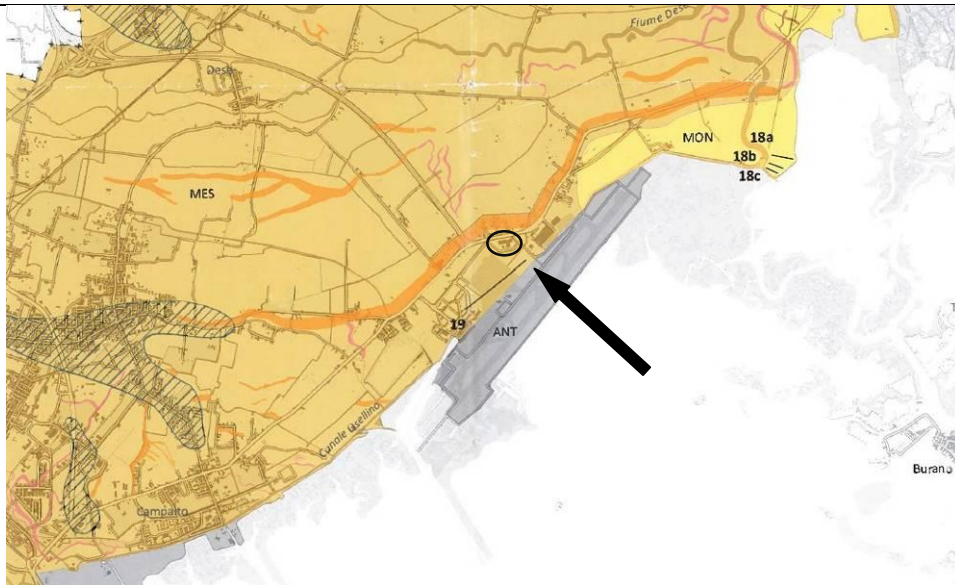 Fiume Dese
Dese
MON
18a
18b
18c
MES
19
ANT
Canale Osellino
Burano
Campalto